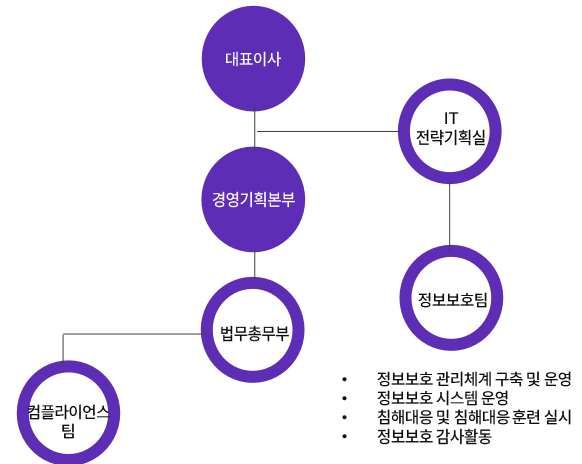 대표이사
IT
전략기획실
경영기획본부
정보보호팀
법무총무부
컴플라이언스
팀
• 정보보호 관리체계 구축 및 운영
• 정보보호 시스템 운영
• 침해대응 및 침해대응 훈련 실시
• 정보보호 감사활동